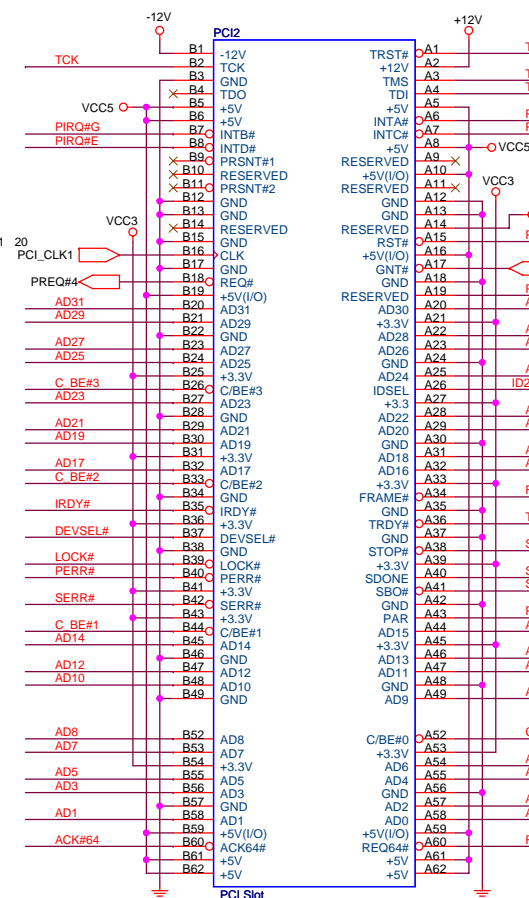 -12V
+12V
PCI2
B1 -12V TRST# A1
TCK B2 TCK +12V A2
B3 GND TMS A3
B4 TDO TDI A4
VCC5 B5 +5V +5V A5
B6 +5V INTA# A6
PIRQ#G B7 INTB# INTC# A7
PIRQ#E B8 INTD# +5V A8 VCC5
B9 PRSNT#1 RESERVED A9
B10 RESERVED +5V(I/O) A10
B11 PRSNT#2 RESERVED A11
VCC3
B12 GND GND A12
B13 GND GND A13
VCC3 B14 RESERVED RESERVED A14
1 20
B15 GND RST# A15
PCI_CLK1 B16 CLK +5V(I/O) A16
B17 GND GNT# A17
PREQ#4 B18 REQ# GND A18
B19 +5V(I/O) RESERVED A19
AD31 B20 AD31 AD30 A20
AD29 B21 AD29 +3.3V A21
B22 GND AD28 A22
AD27 B23 AD27 AD26 A23
AD25 B24 AD25 GND A24
B25 +3.3V AD24 A25
C_BE#3 B26 C/BE#3 IDSEL A26 ID2
AD23 B27 AD23 +3.3 A27
B28 GND AD22 A28
AD21 B29 AD21 AD20 A29
AD19 B30 AD19 GND A30
B31 +3.3V AD18 A31
AD17 B32 AD17 AD16 A32
C_BE#2 B33 C/BE#2 +3.3V A33
B34 GND FRAME# A34
IRDY# B35 IRDY# GND A35
B36 +3.3V TRDY# A36
DEVSEL# B37 DEVSEL# GND A37
B38 GND STOP# A38
LOCK# B39 LOCK# +3.3V A39
PERR# B40 PERR# SDONE A40
B41 +3.3V SBO# A41
SERR# B42 SERR# GND A42
B43 +3.3V PAR A43
C_BE#1 B44 C/BE#1 AD15 A44
AD14 B45 AD14 +3.3V A45
B46 GND AD13 A46
AD12 B47 AD12 AD11 A47
AD10 B48 AD10 GND A48
B49 GND AD9 A49
AD8 B52 AD8 C/BE#0 A52
AD7 B53 AD7 +3.3V A53
B54 +3.3V AD6 A54
AD5 B55 AD5 AD4 A55
AD3 B56 AD3 GND A56
B57 GND AD2 A57
AD1 B58 AD1 AD0 A58
B59 +5V(I/O) +5V(I/O) A59
ACK#64 B60 ACK64# REQ64# A60
B61 +5V +5V A61
B62 +5V +5V A62
PCI Slot